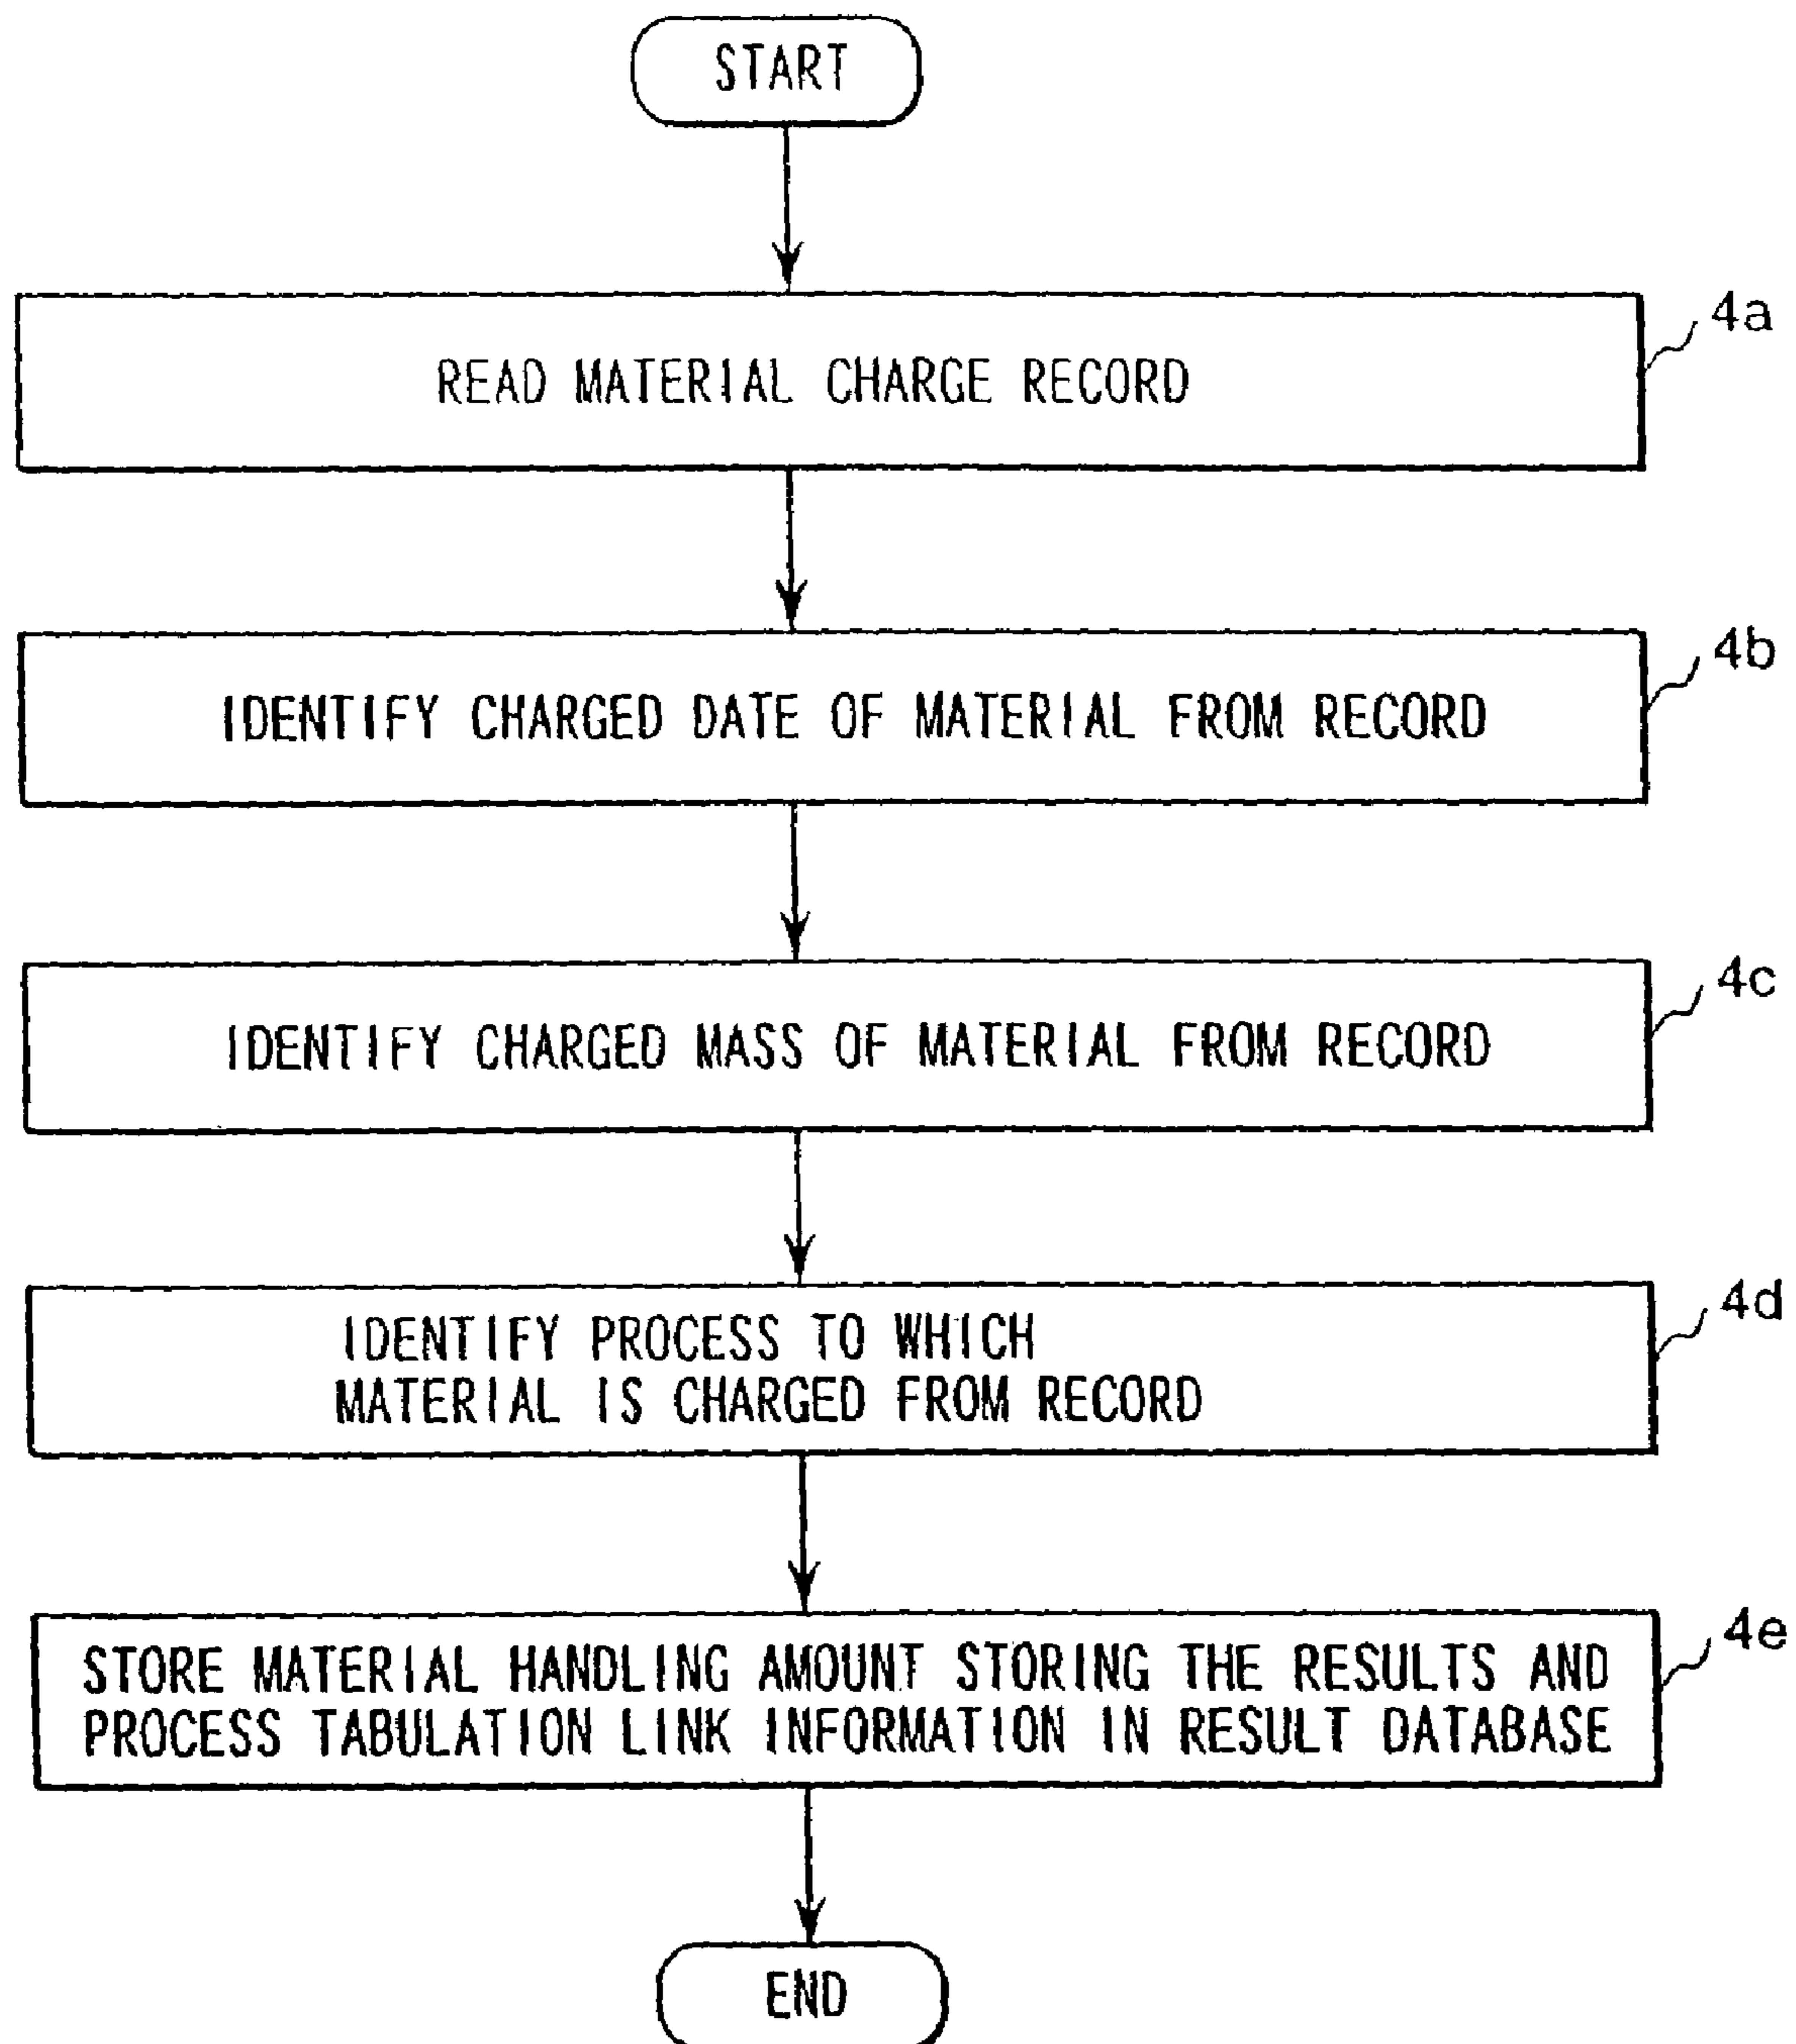 START
READ MATERIAL CHARGE RECORD
4a
IDENTIFY CHARGED DATE OF MATERIAL FROM RECORD
4b
IDENTIFY CHARGED MASS OF MATERIAL FROM RECORD
4c
IDENTIFY PROCESS TO WHICH
MATERIAL IS CHARGED FROM RECORD
4d
STORE MATERIAL HANDLING AMOUNT STORING THE RESULTS AND
PROCESS TABULATION LINK INFORMATION IN RESULT DATABASE
4e
END